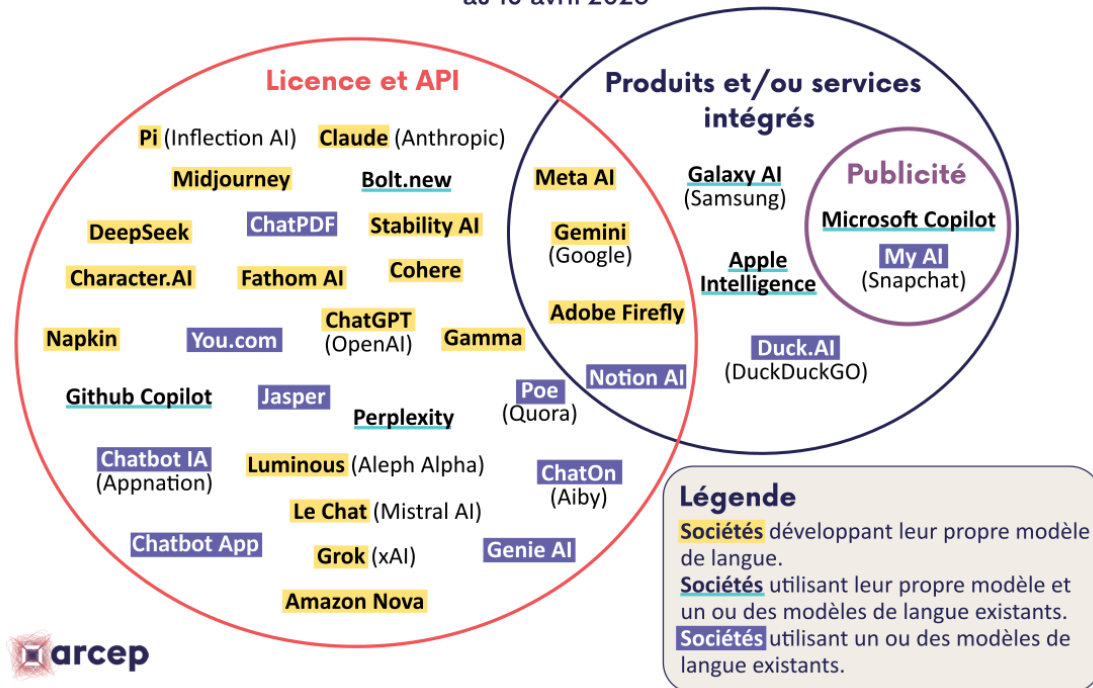 Licence et API
Produits et/ou services
intégrés
Publicité
Pi (Inflection AI)
Claude (Anthropic)
Midjourney
Bolt.new
DeepSeek
ChatPDF
Stability AI
Character.AI
Fathom AI
Cohere
Napkin
You.com
ChatGPT
(OpenAI)
Gamma
Github Copilot
Jasper
Perplexity
Poe
(Quora)
Chatbot IA
(Appnation)
Luminous (Aleph Alpha)
ChatOn
(Aiby)
Le Chat (Mistral AI)
Chatbot App
Grok (xAI)
Genie AI
Amazon Nova
Meta AI
Gemini
(Google)
Adobe Firefly
Notion AI
Galaxy AI
(Samsung)
Apple
Intelligence
Duck.AI
(DuckDuckGO)
Microsoft Copilot
My AI
(Snapchat)
Légende
Sociétés développant leur propre modèle
de langue.
Sociétés utilisant leur propre modèle et
un ou des modèles de langue existants.
Sociétés utilisant un ou des modèles de
langue existants.
arcep